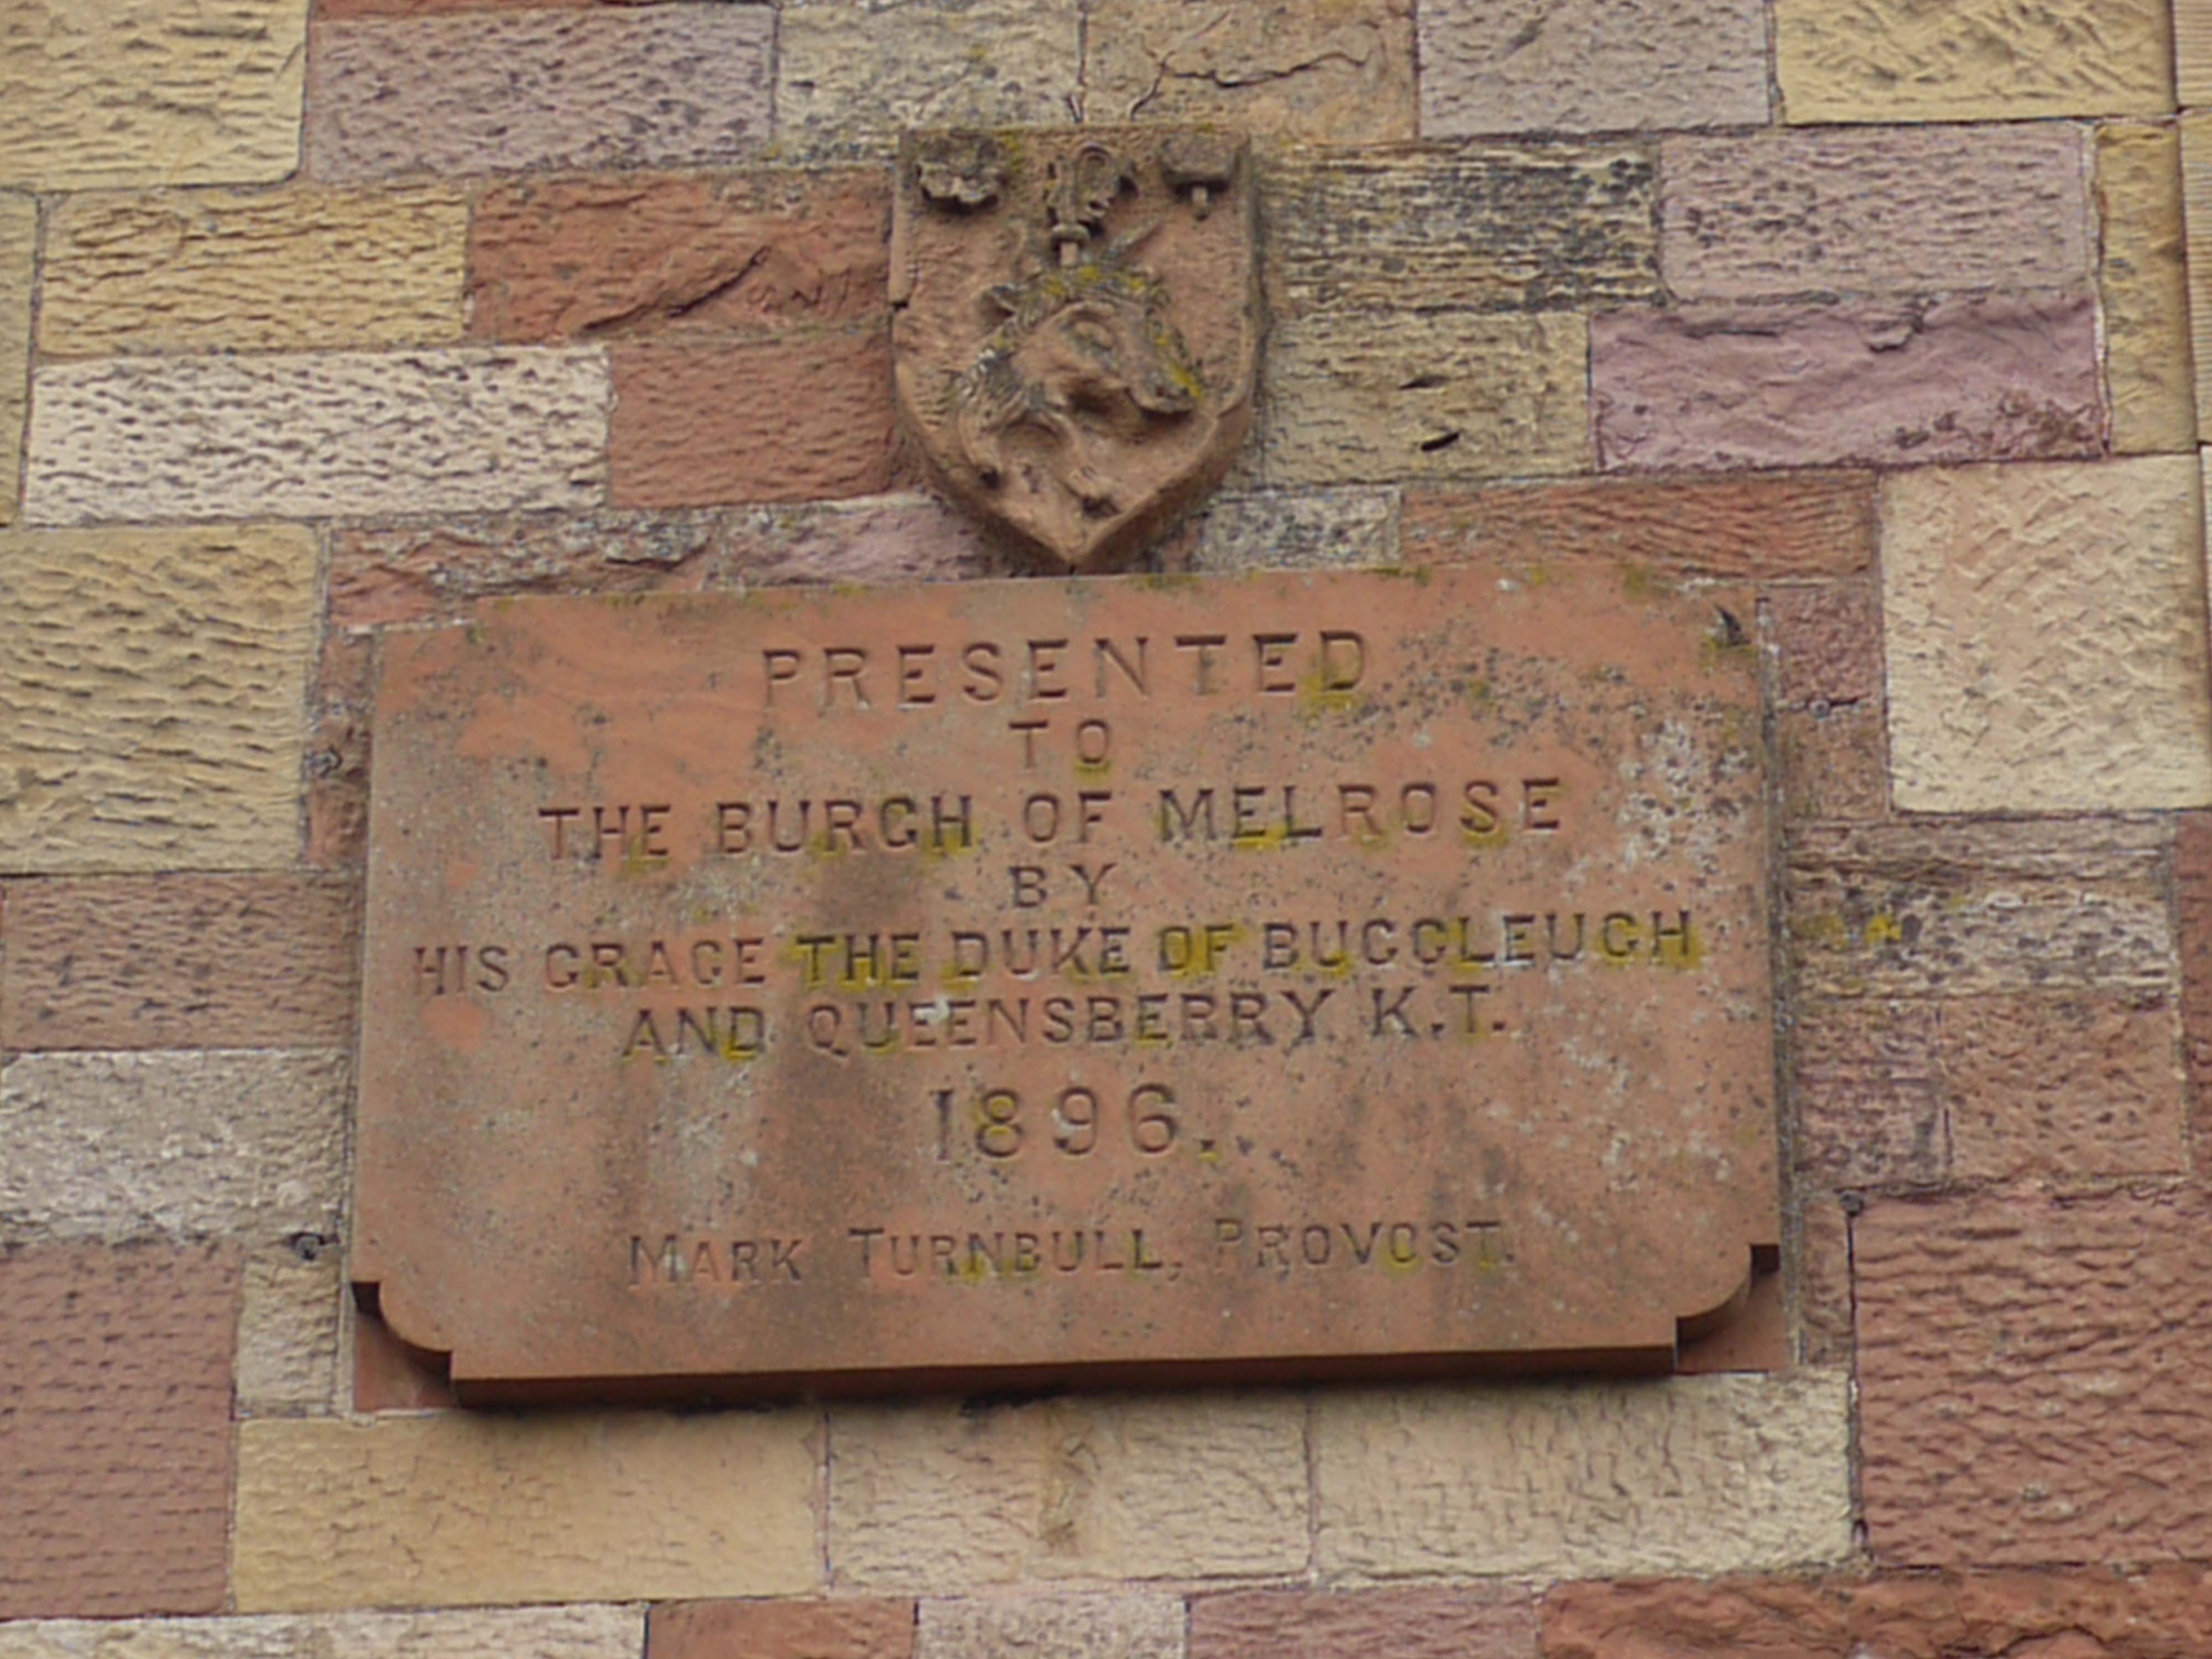 PRESENTED
TO
THE BURGH OF MELROSE
BY
HIS GRACE THE DUKE OF BUCCLEUCH
AND QUEENSBERRY K.T.
1896.
MARK TURNBULL, PROVOST.